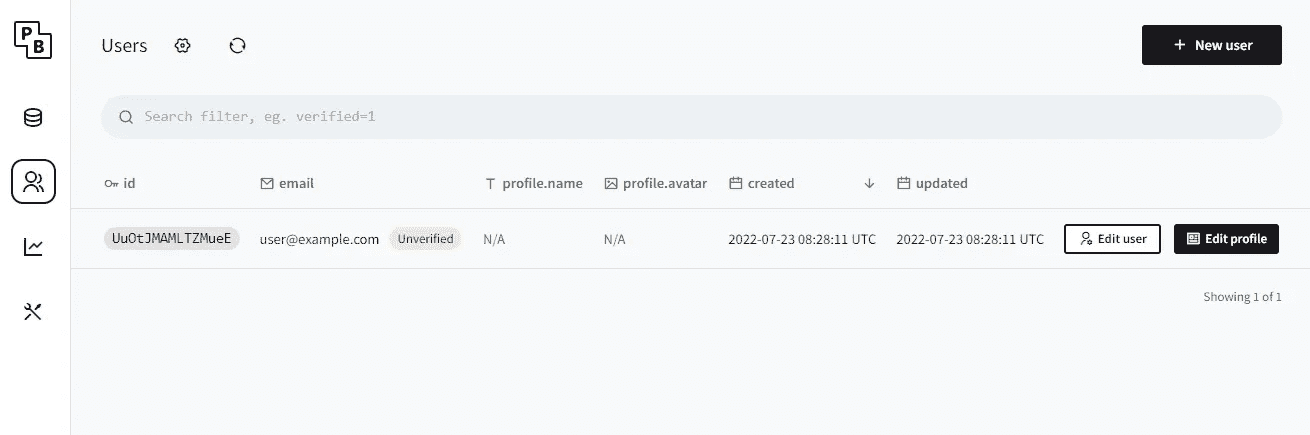 PB
Users
+ New user
Search filter, eg. verified=1
id email profile.name profile.avatar created updated
UuOtJMAMLTZMueE user@example.com Unverified N/A N/A 2022-07-23 08:28:11 UTC 2022-07-23 08:28:11 UTC Edit user Edit profile
Showing 1 of 1